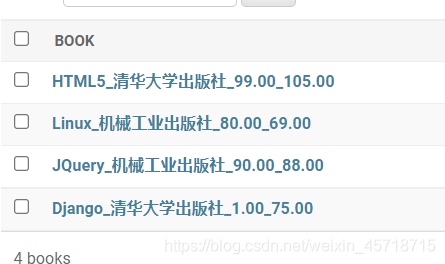 BOOK
HTML5_清华大学出版社_99.00_105.00
Linux_机械工业出版社_80.00_69.00
JQuery_机械工业出版社_90.00_88.00
Django_清华大学出版社_1.00_75.00
4 books
https://blog.csdn.net/weixin_45718715